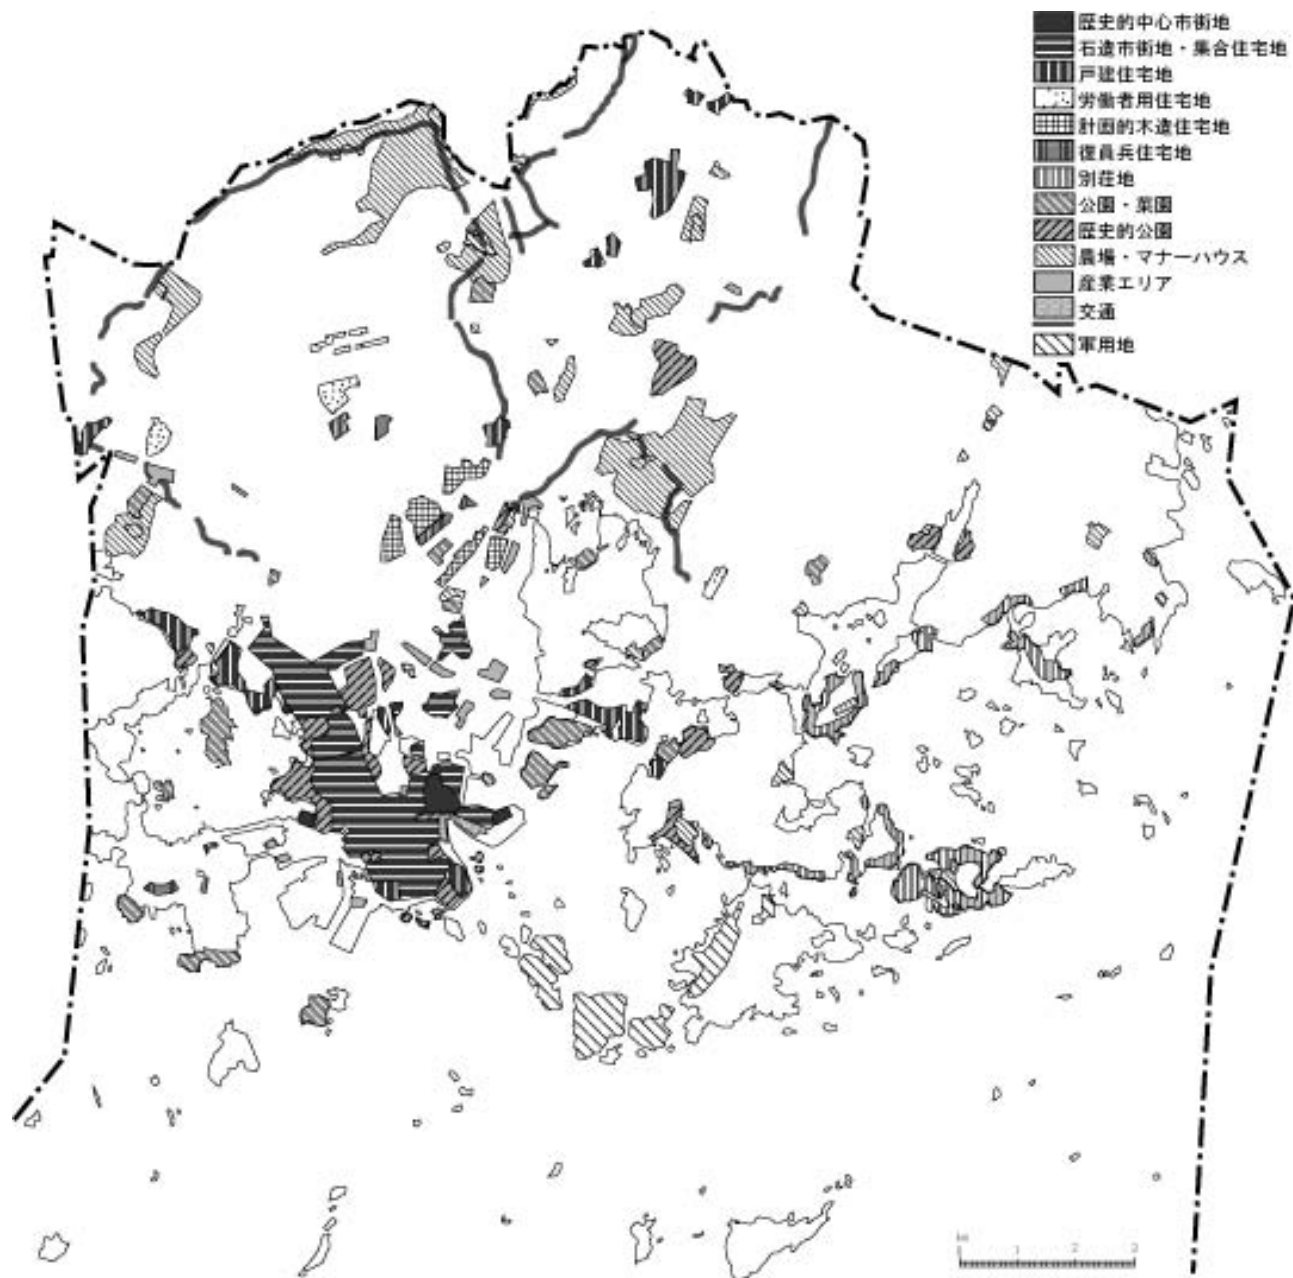 歴史的中心市街地
石造市街地・集合住宅地
戸建住宅地
労働者用住宅地
計画的木造住宅地
復員兵住宅地
別荘地
公園・菜園
歴史的公園
農場・マナーハウス
産業エリア
交通
軍用地
1 2 3